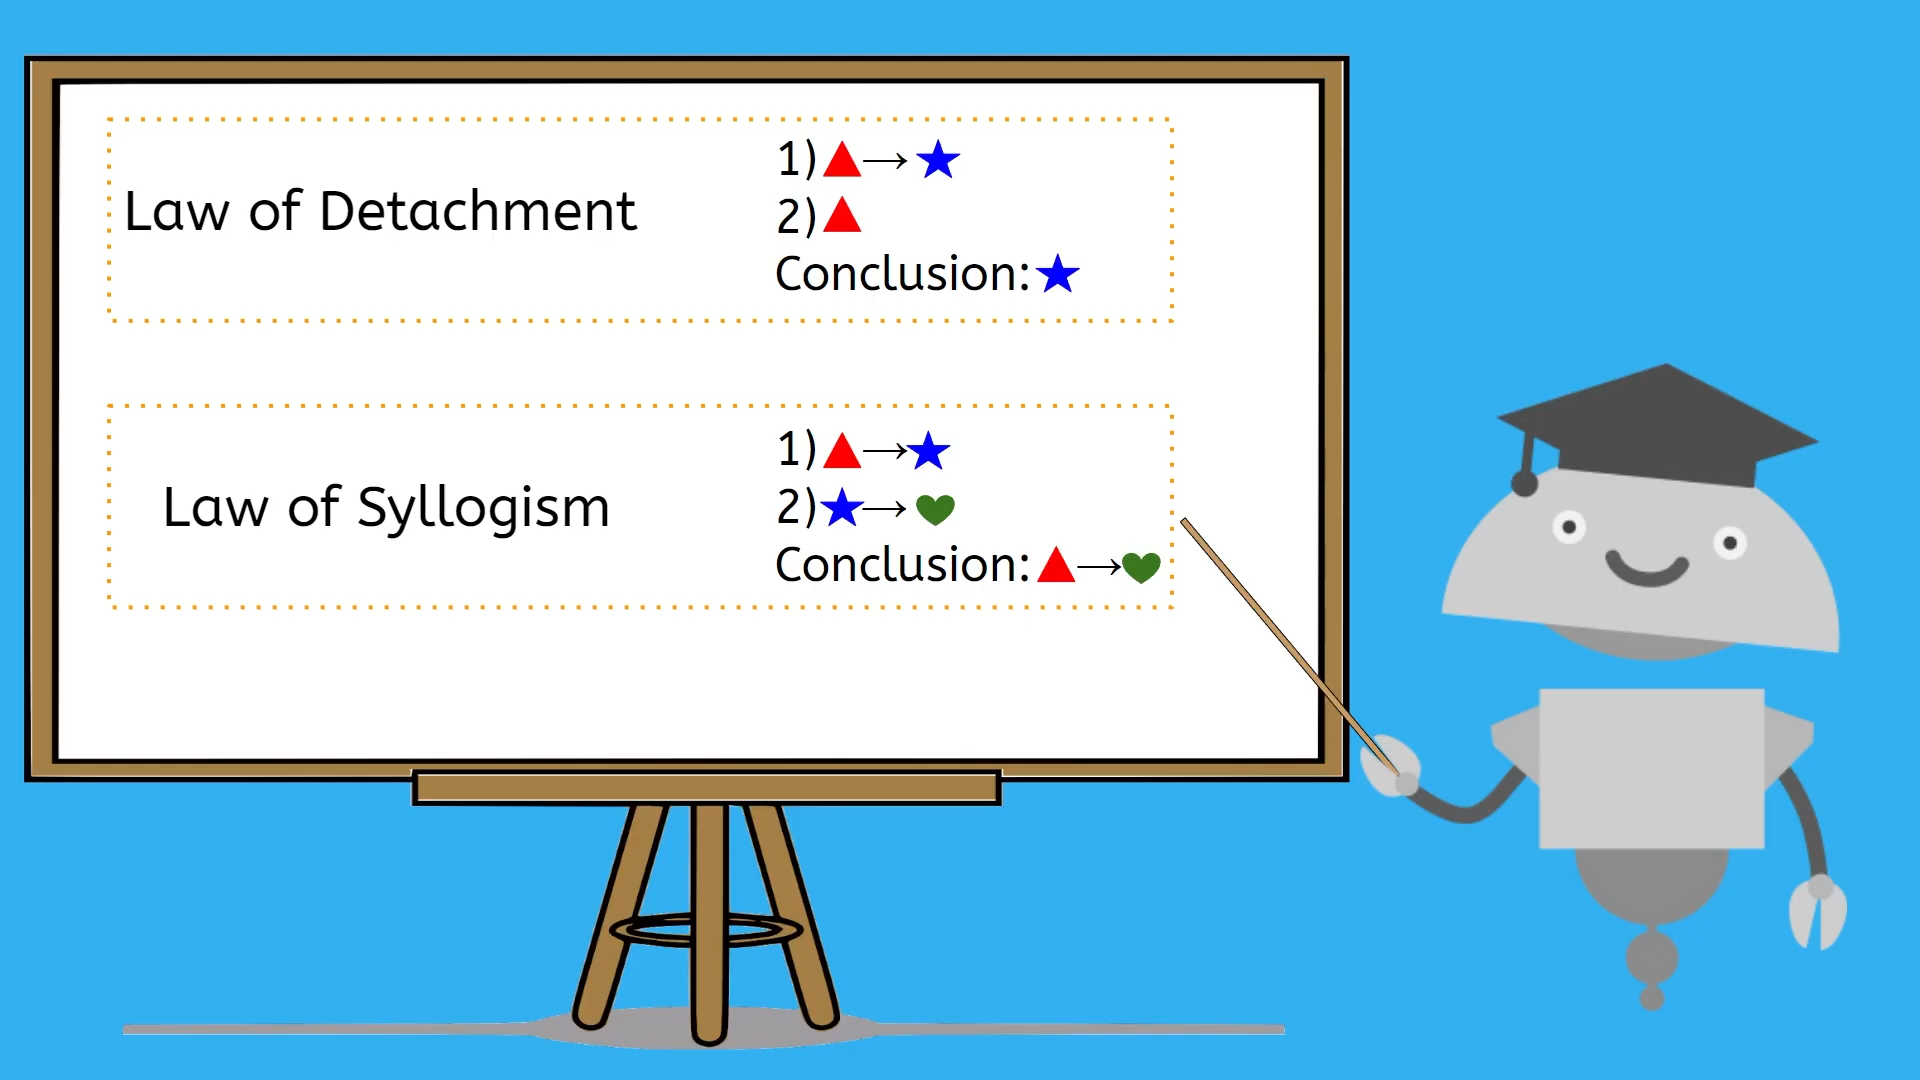 Law of Detachment
1)▲→★
2)▲
Conclusion:★
Law of Syllogism
1)▲→★
2)★→♥
Conclusion:▲→♥